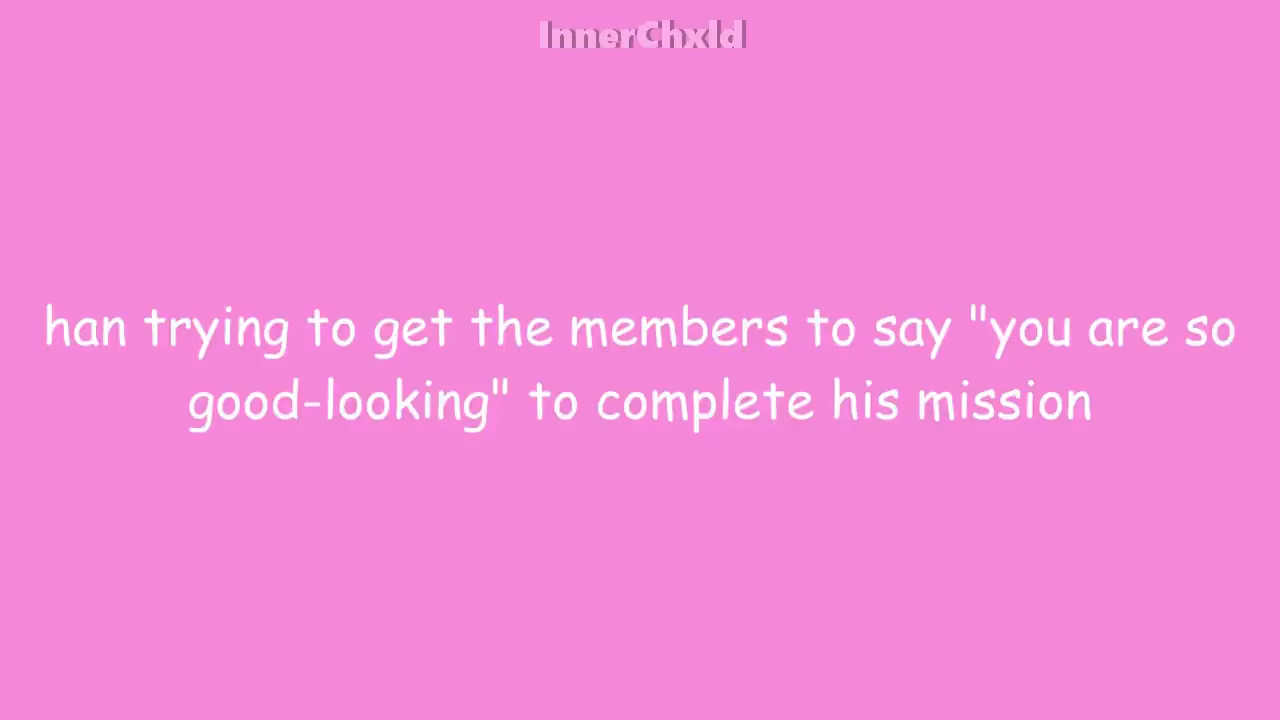 InnerChxld
han trying to get the members to say "you are so
good-looking" to complete his mission